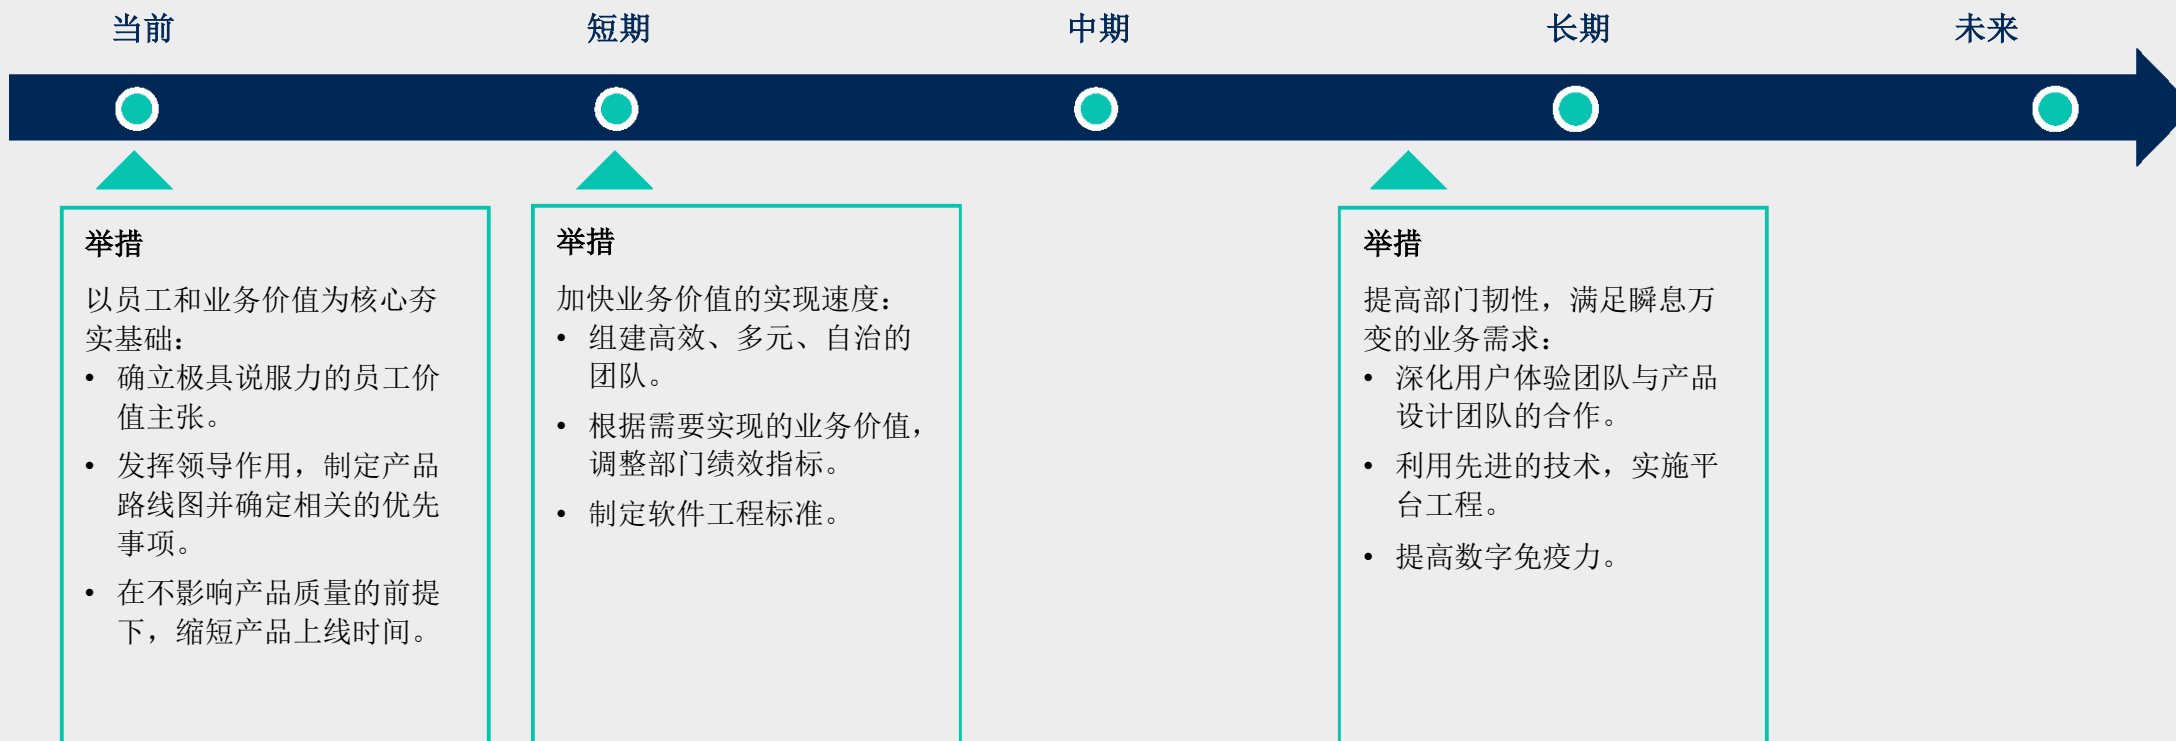 当前
短期
中期
长期
未来
举措
以员工和业务价值为核心夯
实基础：
• 确立极具说服力的员工价
值主张。
• 发挥领导作用，制定产品
路线图并确定相关的优先
事项。
• 在不影响产品质量的前提
下，缩短产品上线时间。
举措
加快业务价值的实现速度：
• 组建高效、多元、自治的
团队。
• 根据需要实现的业务价值，
调整部门绩效指标。
• 制定软件工程标准。
举措
提高部门韧性，满足瞬息万
变的业务需求：
• 深化用户体验团队与产品
设计团队的合作。
• 利用先进的技术，实施平
台工程。
• 提高数字免疫力。